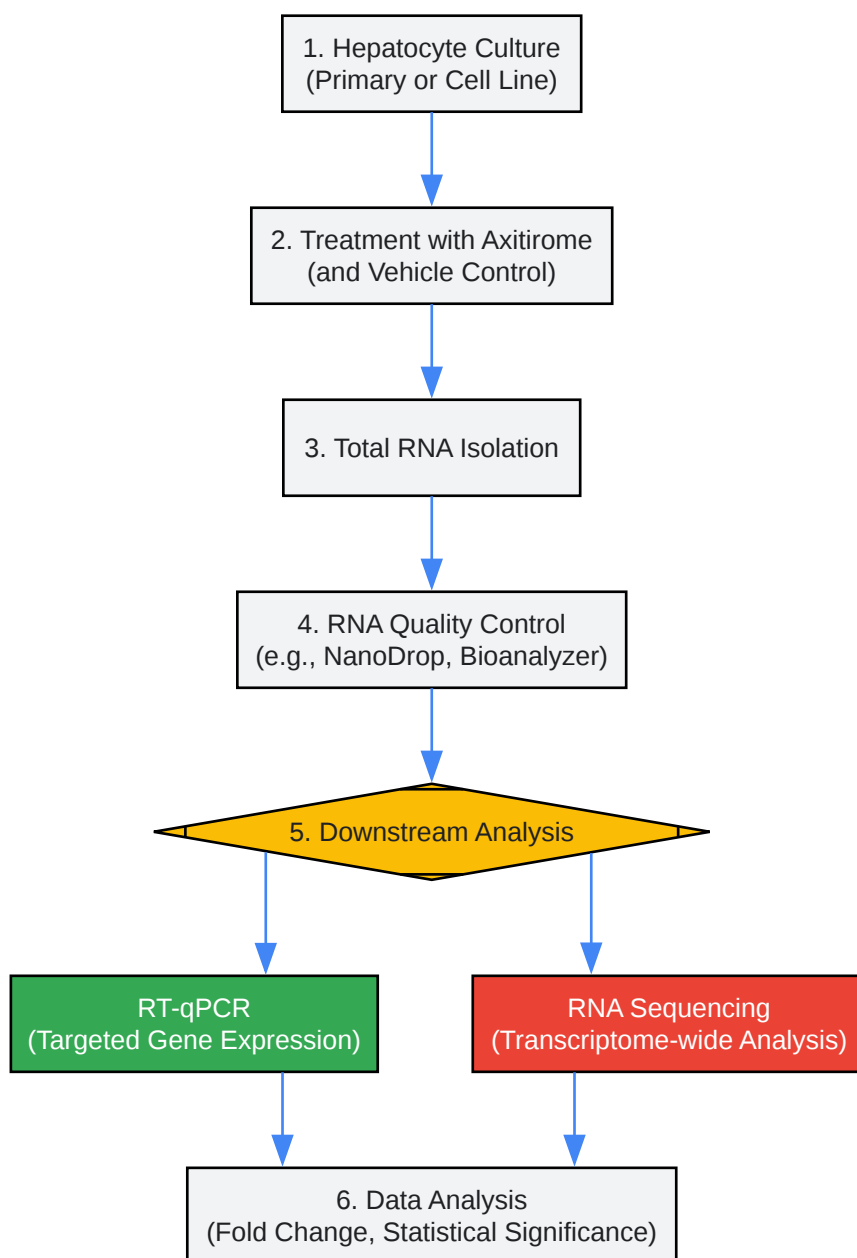 1. Hepatocyte Culture
(Primary or Cell Line)
2. Treatment with Axitirome
(and Vehicle Control)
3. Total RNA Isolation
4. RNA Quality Control
(e.g., NanoDrop, Bioanalyzer)
5. Downstream Analysis
RT-qPCR
(Targeted Gene Expression)
RNA Sequencing
(Transcriptome-wide Analysis)
6. Data Analysis
(Fold Change, Statistical Significance)